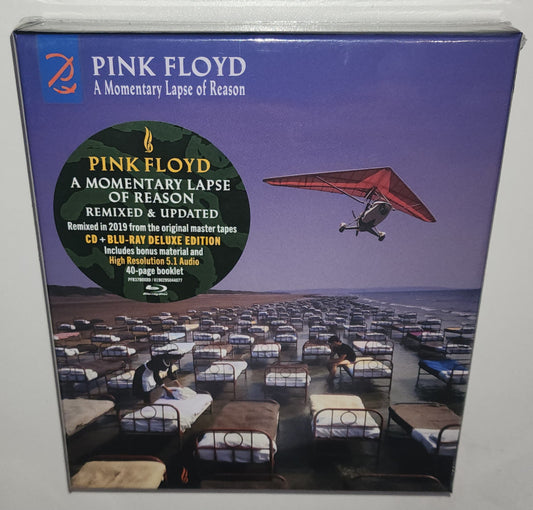 PINK FLOYD
A Momentary Lapse of Reason
PINK FLOYD
A MOMENTARY LAPSE
OF REASON
REMIXED & UPDATED
Remixed in 2019 from the original master tapes
CD + BLU-RAY DELUXE EDITION
Includes bonus material and
High Resolution 5.1 Audio
40-page booklet